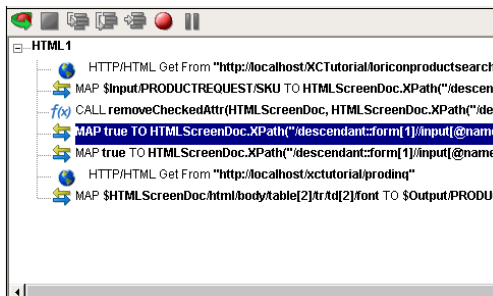 HTML1
HTTP/HTML Get From "http://localhost/XCTutorial/loriconproductsearch
MAP $Input/PRODUCTREQUEST/SKU TO HTMLScreenDoc.XPath("/descen
f(x) CALL removeCheckedAttr(HTMLScreenDoc, HTMLScreenDoc.XPath("/de
MAP true TO HTMLScreenDoc.XPath("/descendant::form[1]//input[@name
MAP true TO HTMLScreenDoc.XPath("/descendant::form[1]//input[@name
HTTP/HTML Get From "http://localhost/xctutorial/prodinq"
MAP $HTMLScreenDoc/html/body/table[2]/tr/td[2]/font TO $Output/PRODU